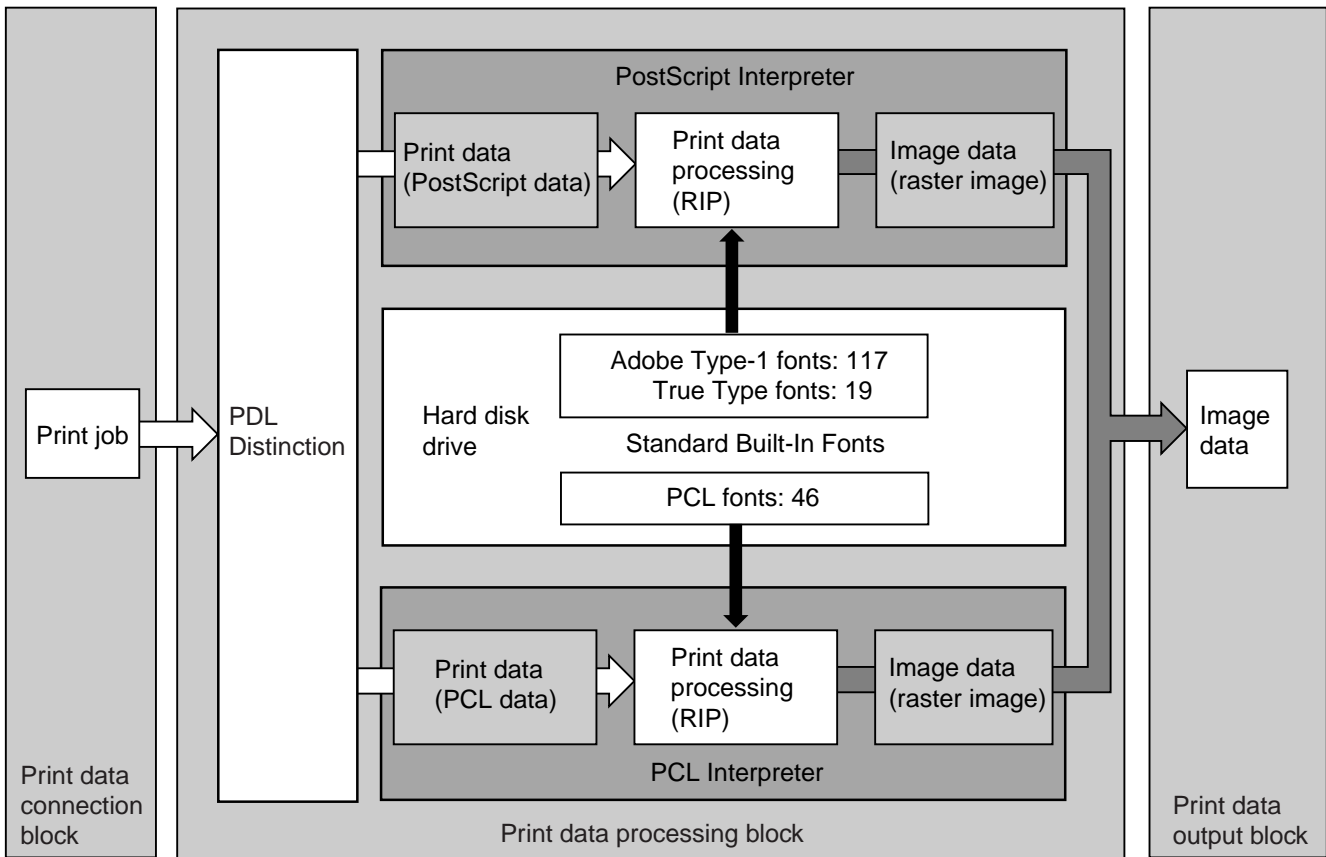 PostScript Interpreter
Print data
(PostScript data)
Print data
processing
(RIP)
Image data
(raster image)
Adobe Type-1 fonts: 117
True Type fonts: 19
Hard disk
drive
Standard Built-In Fonts
PCL fonts: 46
Print job
PDL
Distinction
Image
data
Print data
(PCL data)
Print data
processing
(RIP)
Image data
(raster image)
PCL Interpreter
Print data
connection
block
Print data processing block
Print data
output block